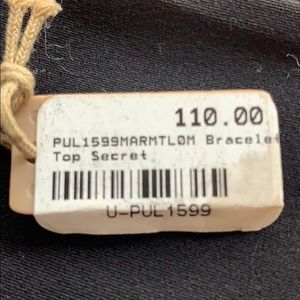 110.00
PUL1599MARMTL0M Bracelet
Top Secret
U-PUL1599